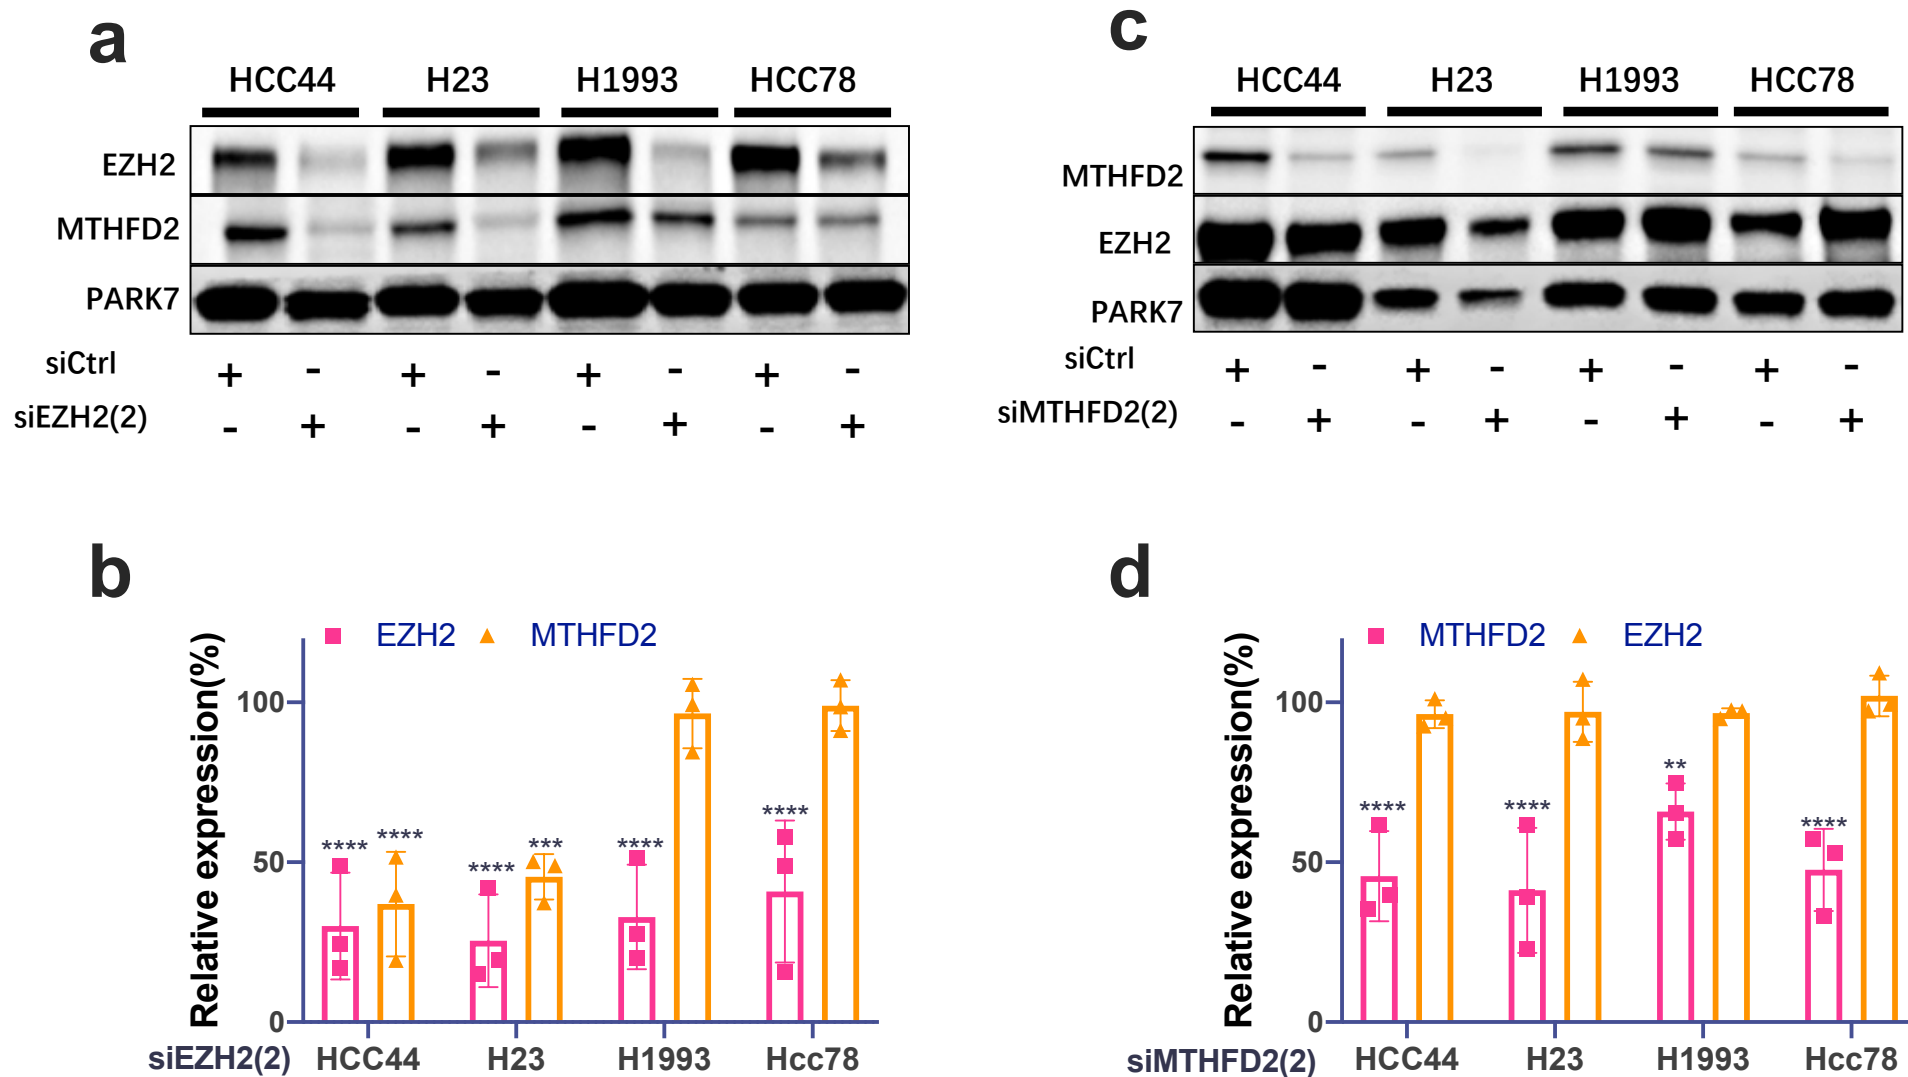 a
HCC44 H23 H1993 HCC78
EZH2
MTHFD2
PARK7
siCtrl + - + - + - + -
siEZH2(2) - + - + - + - +
c
HCC44 H23 H1993 HCC78
MTHFD2
EZH2
PARK7
siCtrl + - + - + - + -
siMTHFD2(2) - + - + - + - +
b
EZH2 MTHFD2
Relative expression(%)
100
50
0
**** **** **** *** **** ****
siEZH2(2) HCC44 H23 H1993 Hcc78
d
MTHFD2 EZH2
Relative expression(%)
100
50
0
**** **** ** ****
siMTHFD2(2) HCC44 H23 H1993 Hcc78